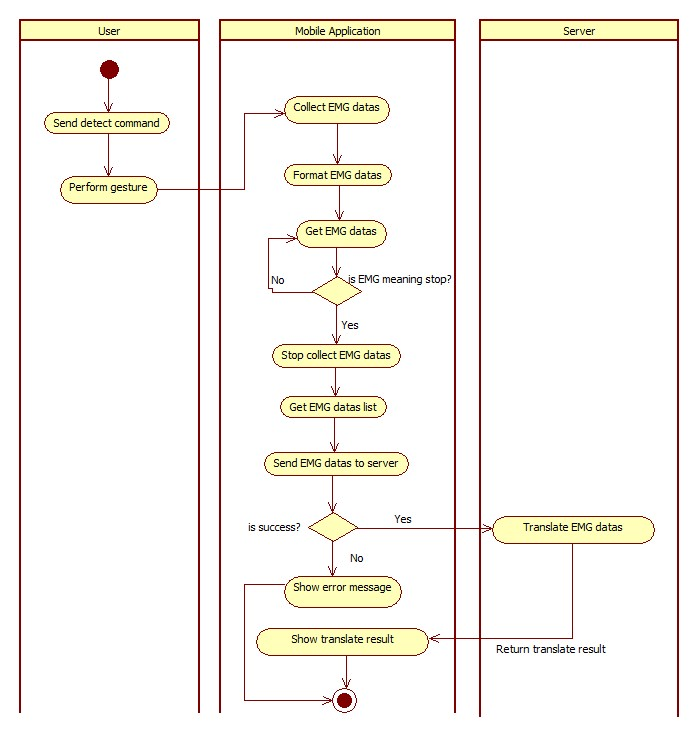 User
Mobile Application
Server
Send detect command
Perform gesture
Collect EMG datas
Format EMG datas
Get EMG datas
is EMG meaning stop?
No
Yes
Stop collect EMG datas
Get EMG datas list
Send EMG datas to server
is success?
Yes
Translate EMG datas
No
Show error message
Show translate result
Return translate result